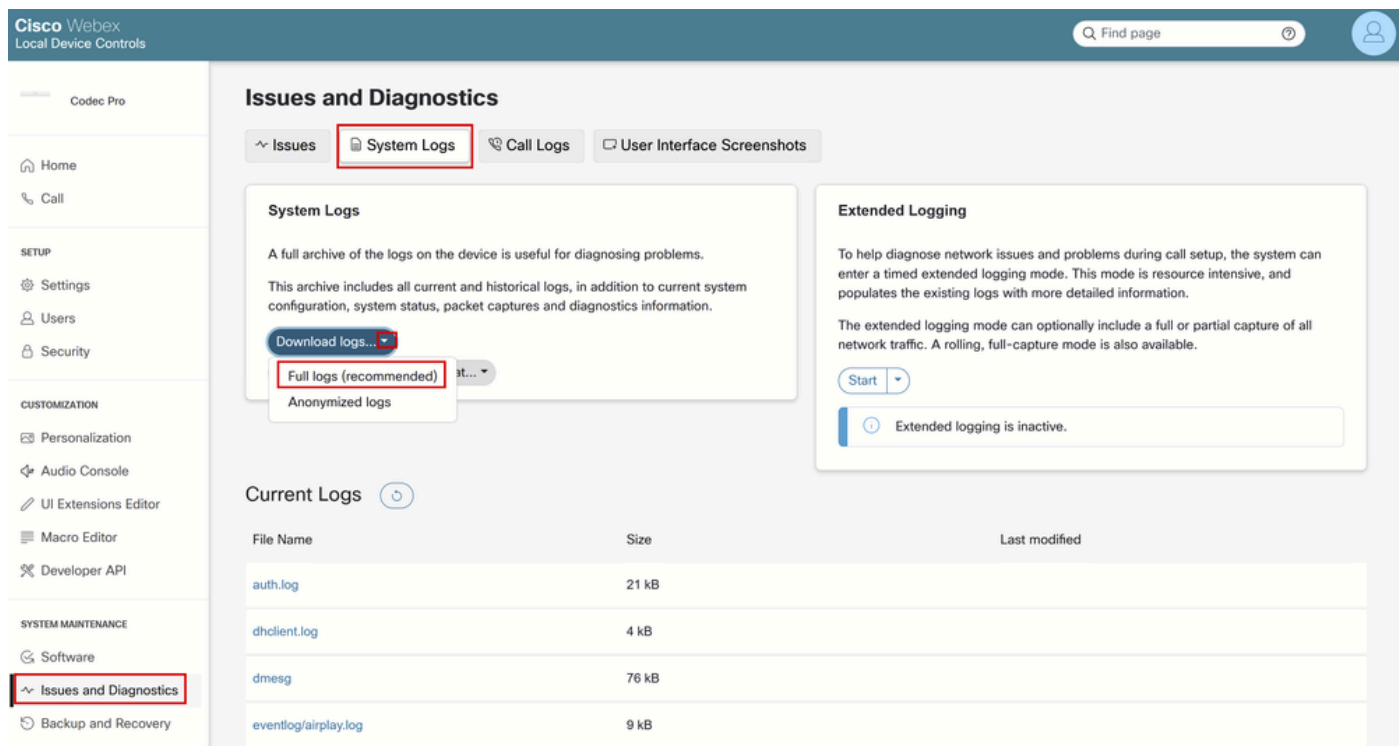 Cisco Webex
Local Device Controls
Find page
Codec Pro
Home
Call
SETUP
Settings
Users
Security
CUSTOMIZATION
Personalization
Audio Console
UI Extensions Editor
Macro Editor
Developer API
SYSTEM MAINTENANCE
Software
Issues and Diagnostics
Backup and Recovery
Issues and Diagnostics
Issues
System Logs
Call Logs
User Interface Screenshots
System Logs
A full archive of the logs on the device is useful for diagnosing problems.
This archive includes all current and historical logs, in addition to current system
configuration, system status, packet captures and diagnostics information.
Download logs...
Full logs (recommended)
Anonymized logs
Extended Logging
To help diagnose network issues and problems during call setup, the system can
enter a timed extended logging mode. This mode is resource intensive, and
populates the existing logs with more detailed information.
The extended logging mode can optionally include a full or partial capture of all
network traffic. A rolling, full-capture mode is also available.
Start
Extended logging is inactive.
Current Logs
File Name Size Last modified
auth.log 21 kB
dhclient.log 4 kB
dmesg 76 kB
eventlog/airplay.log 9 kB